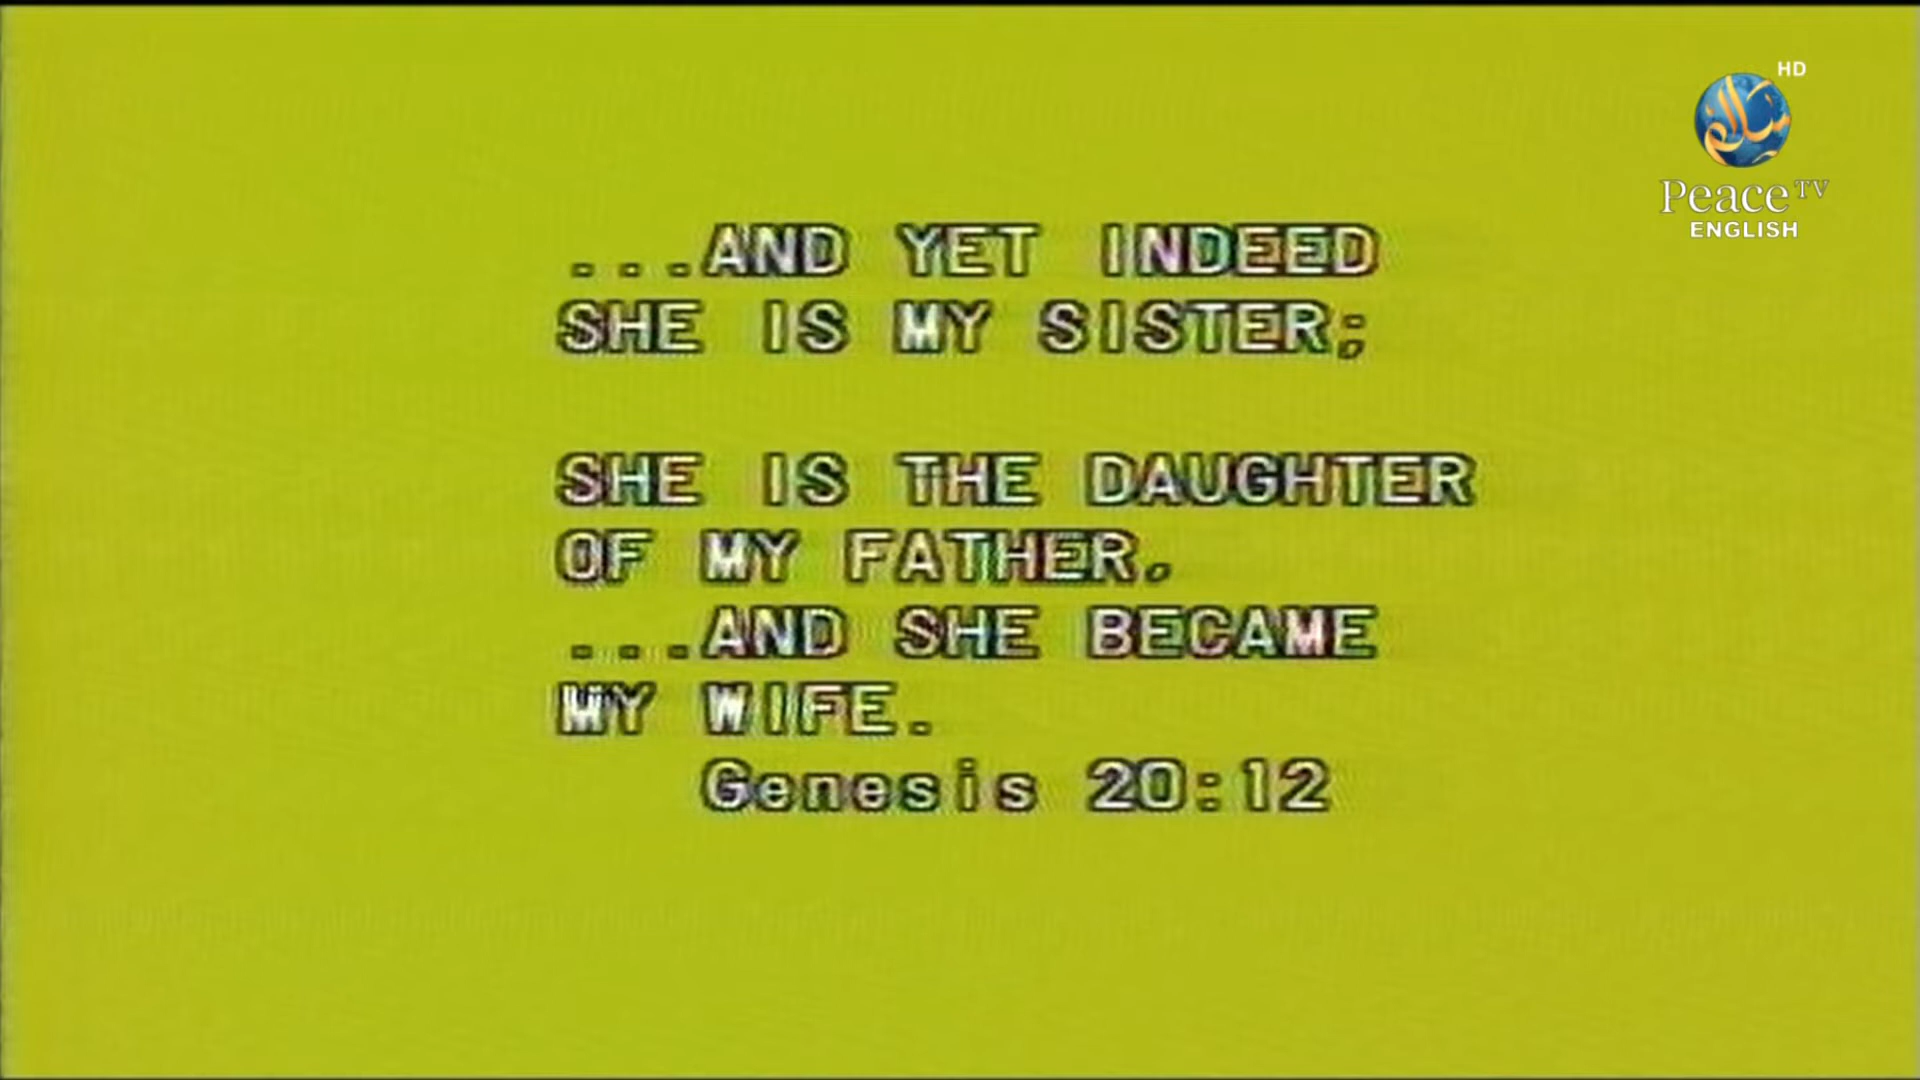 ...AND YET INDEED
SHE IS MY SISTER;
SHE IS THE DAUGHTER
OF MY FATHER.
...AND SHE BECAME
MY WIFE.
Genesis 20:12
HD
سلام
Peace TV
ENGLISH